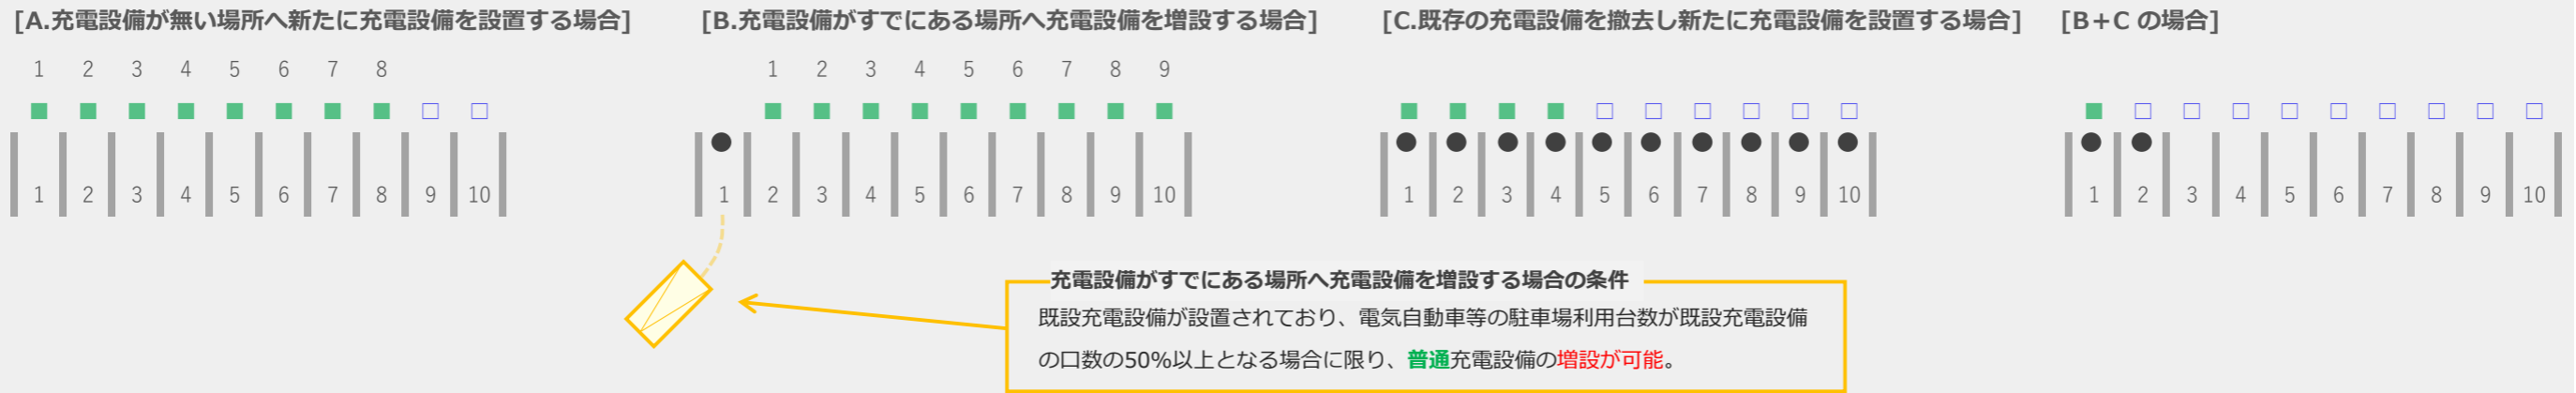 [A.充電設備が無い場所へ新たに充電設備を設置する場合]
1 2 3 4 5 6 7 8
1 2 3 4 5 6 7 8 9 10
[B.充電設備がすでにある場所へ充電設備を増設する場合]
1 2 3 4 5 6 7 8 9
1 2 3 4 5 6 7 8 9 10
[C.既存の充電設備を撤去し新たに充電設備を設置する場合]
1 2 3 4 5 6 7 8 9 10
[B+C の場合]
1 2 3 4 5 6 7 8 9 10
充電設備がすでにある場所へ充電設備を増設する場合の条件
既設充電設備が設置されており、電気自動車等の駐車場利用台数が既設充電設備
の口数の50%以上となる場合に限り、普通充電設備の増設が可能。